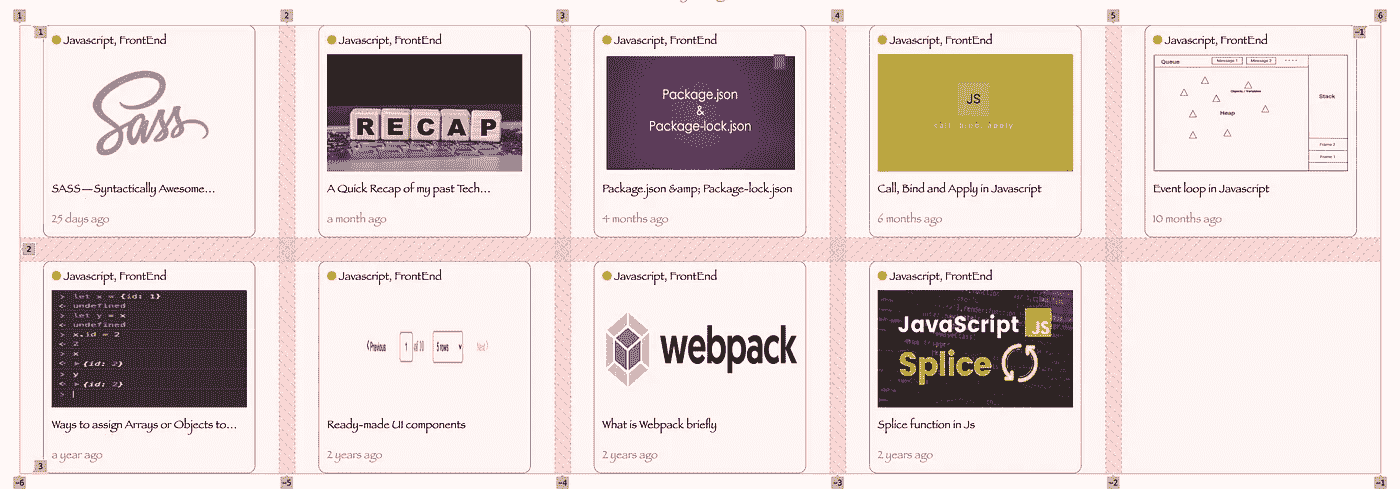 1 2 3 4 5 6
1 -1
Javascript, FrontEnd
Sass
SASS — Syntactically Awesome...
25 days ago
Javascript, FrontEnd
RECAP
A Quick Recap of my past Tech...
a month ago
Javascript, FrontEnd
Package.json
&
Package-lock.json
Package.json &amp; Package-lock.json
4 months ago
Javascript, FrontEnd
JS
call, bind, apply
Call, Bind and Apply in Javascript
6 months ago
Javascript, FrontEnd
Queue Message 1 Message 2 ....
Objects / Variables
Heap
Stack
Frame 2
Frame 1
Event loop in Javascript
10 months ago
2
Javascript, FrontEnd
> let x = {id: 1}
<- undefined
> let y = x
<- undefined
> x.id = 2
<- 2
> x
<- ▸ {id: 2}
> y
<- ▸ {id: 2}
> |
Ways to assign Arrays or Objects to...
a year ago
Javascript, FrontEnd
Previous 1 of 10 5 rows Next
Ready-made UI components
2 years ago
Javascript, FrontEnd
webpack
What is Webpack briefly
2 years ago
Javascript, FrontEnd
JavaScript JS
Splice
Splice function in Js
2 years ago
3
-6 -5 -4 -3 -2 -1